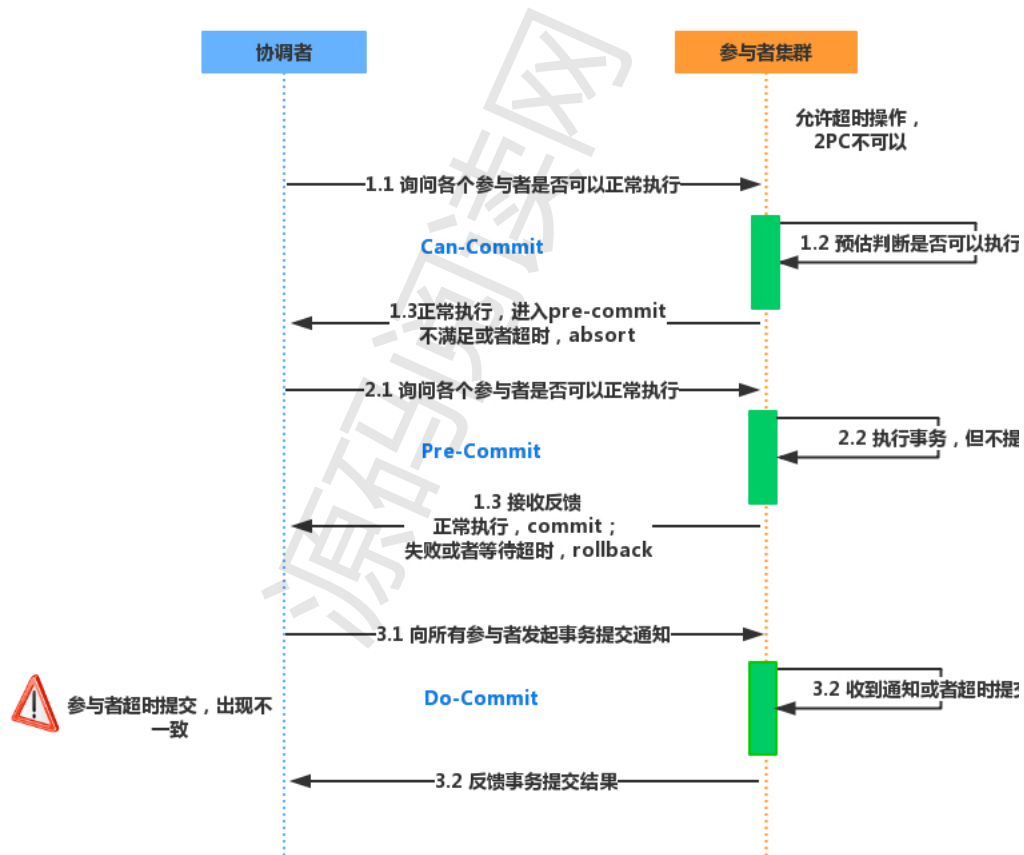 协调者
参与者集群
允许超时操作，
2PC不可以
1.1 询问各个参与者是否可以正常执行
Can-Commit
1.2 预估判断是否可以执行
1.3正常执行，进入pre-commit
不满足或者超时，absort
2.1 询问各个参与者是否可以正常执行
Pre-Commit
2.2 执行事务，但不提
1.3 接收反馈
正常执行，commit；
失败或者等待超时，rollback
3.1 向所有参与者发起事务提交通知
Do-Commit
3.2 收到通知或者超时提
参与者超时提交，出现不
一致
3.2 反馈事务提交结果
源码阅读网